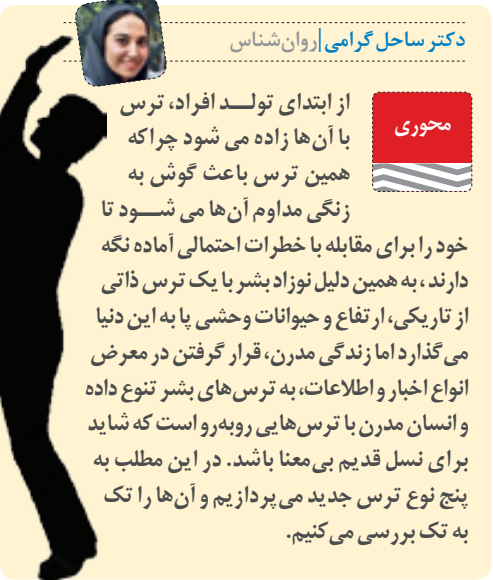 دکتر ساحل گرامی|روان‌شناس
محوری
از ابتدای تولــد افراد، ترس
با آن‌ها زاده می شود چراکه
همین ترس باعث گوش به
زنگی مداوم آن‌ها می شــود تا
خود را برای مقابله با خطرات احتمالی آماده نگه
دارند ، به همین دلیل نوزاد بشر با یک ترس ذاتی
از تاریکی، ارتفاع و حیوانات وحشی پا به این دنیا
می‌گذارد اما زندگی مدرن، قرار گرفتن در معرض
انواع اخبار و اطلاعات، به ترس‌های بشر تنوع داده
و انسان مدرن با ترس‌هایی روبه‌رو است که شاید
برای نسل قدیم بی‌معنا باشد. در این مطلب به
پنج نوع ترس جدید می‌پردازیم و آن‌ها را تک
به تک بررسی می‌کنیم.